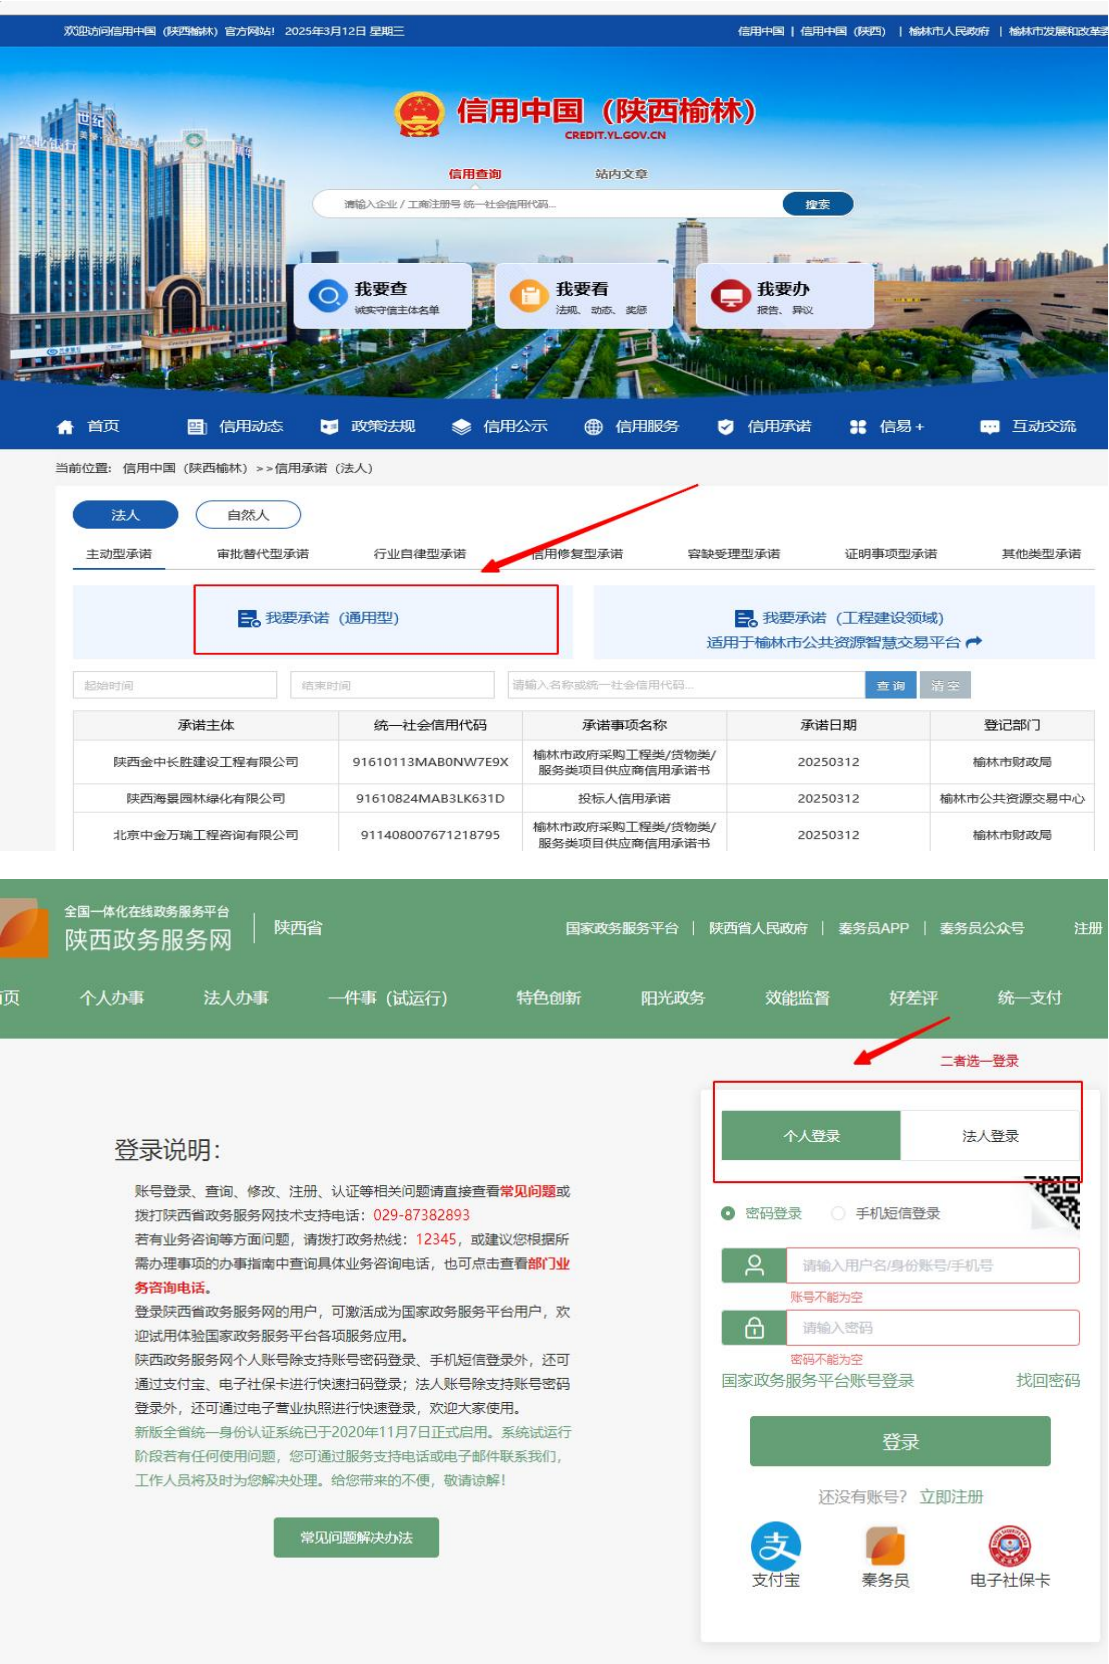 欢迎访问信用中国（陕西榆林）官方网站！ 2025年3月12日 星期三
信用中国 | 信用中国（陕西） | 榆林市人民政府 | 榆林市发展和改革委
信用中国（陕西榆林）
CREDIT.YL.GOV.CN
信用查询 站内文章
请输入企业 / 工商注册号 统一社会信用代码... 搜索
我要查
诚实守信主体名单
我要看
法规、 动态、 奖惩
我要办
报告、 异议
首页 信用动态 政策法规 信用公示 信用服务 信用承诺 信易 + 互动交流
当前位置: 信用中国（陕西榆林）>>信用承诺（法人）
法人 自然人
主动型承诺 审批替代型承诺 行业自律型承诺 信用修复型承诺 容缺受理型承诺 证明事项型承诺 其他类型承诺
我要承诺（通用型）
我要承诺（工程建设领域）
适用于榆林市公共资源智慧交易平台
起始时间 结束时间 请输入名称或统一社会信用代码... 查 询 清 空
承诺主体 统一社会信用代码 承诺事项名称 承诺日期 登记部门
陕西金中长胜建设工程有限公司 91610113MAB0NW7E9X 榆林市政府采购工程类/货物类/服务类项目供应商信用承诺书 20250312 榆林市财政局
陕西海景园林绿化有限公司 91610824MAB3LK631D 投标人信用承诺 20250312 榆林市公共资源交易中心
北京中金万瑞工程咨询有限公司 911408007671218795 榆林市政府采购工程类/货物类/服务类项目供应商信用承诺书 20250312 榆林市财政局
全国一体化在线政务服务平台
陕西政务服务网 陕西省
国家政务服务平台 | 陕西省人民政府 | 秦务员APP | 秦务员公众号 注册
首页 个人办事 法人办事 一件事（试运行） 特色创新 阳光政务 效能监督 好差评 统一支付
二者选一登录
个人登录 法人登录
登录说明:
账号登录、查询、修改、注册、认证等相关问题请直接查看常见问题或
拨打陕西省政务服务网技术支持电话：029-87382893
若有业务咨询等方面问题，请拨打政务热线：12345，或建议您根据所
需办理事项的办事指南中查询具体业务咨询电话，也可点击查看部门业
务咨询电话。
登录陕西省政务服务网的用户，可激活成为国家政务服务平台用户，欢
迎试用体验国家政务服务平台各项服务应用。
陕西政务服务网个人账号除支持账号密码登录、手机短信登录外，还可
通过支付宝、电子社保卡进行快速扫码登录；法人账号除支持账号密码
登录外，还可通过电子营业执照进行快速登录，欢迎大家使用。
新版全省统一身份认证系统已于2020年11月7日正式启用。系统试运行
阶段若有任何使用问题，您可通过服务支持电话或电子邮件联系我们，
工作人员将及时为您解决处理。给您带来的不便，敬请谅解！
常见问题解决办法
密码登录 手机短信登录
请输入用户名/身份账号/手机号
账号不能为空
请输入密码
密码不能为空
国家政务服务平台账号登录 找回密码
登录
还没有账号？ 立即注册
支付宝 秦务员 电子社保卡